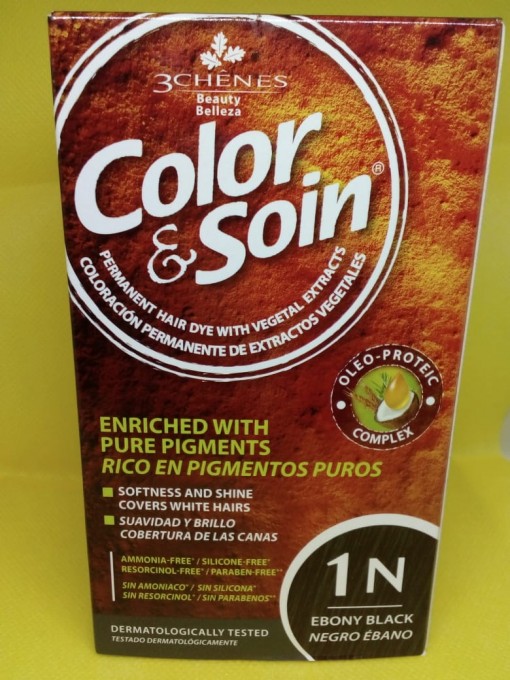 3CHÊNES
Beauty
Belleza
Color
& Soin®
PERMANENT HAIR DYE WITH VEGETAL EXTRACTS
COLORACIÓN PERMANENTE DE EXTRACTOS VEGETALES
OLEO-PROTEIC
COMPLEX
ENRICHED WITH
PURE PIGMENTS
RICO EN PIGMENTOS PUROS
SOFTNESS AND SHINE
COVERS WHITE HAIRS
SUAVIDAD Y BRILLO
COBERTURA DE LAS CANAS
AMMONIA-FREE* / SILICONE-FREE*
RESORCINOL-FREE* / PARABEN-FREE**
SIN AMONIACO* / SIN SILICONA*
SIN RESORCINOL* / SIN PARABENOS**
1N
EBONY BLACK
NEGRO ÉBANO
DERMATOLOGICALLY TESTED
TESTADO DERMATOLÓGICAMENTE